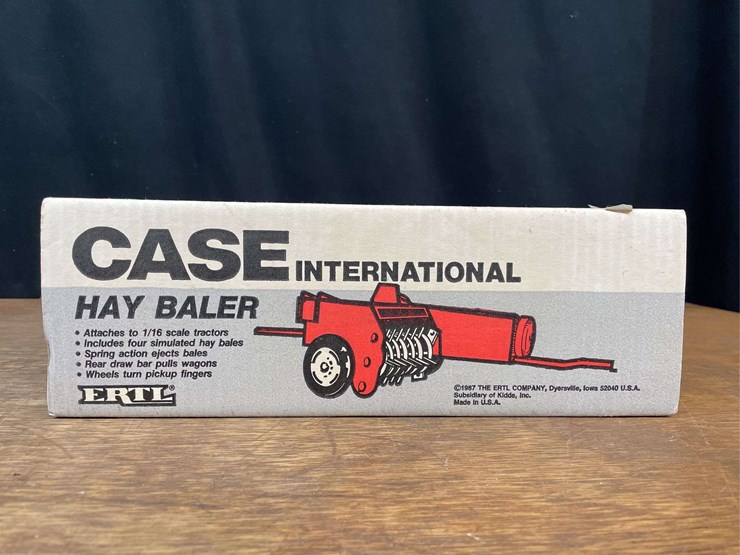 CASE INTERNATIONAL
HAY BALER
• Attaches to 1/16 scale tractors
• Includes four simulated hay bales
• Spring action ejects bales
• Rear draw bar pulls wagons
• Wheels turn pickup fingers
ERTL®
©1987 THE ERTL COMPANY, Dyersville, Iowa 52040 U.S.A.
Subsidiary of Kidde, Inc.
Made in U.S.A.